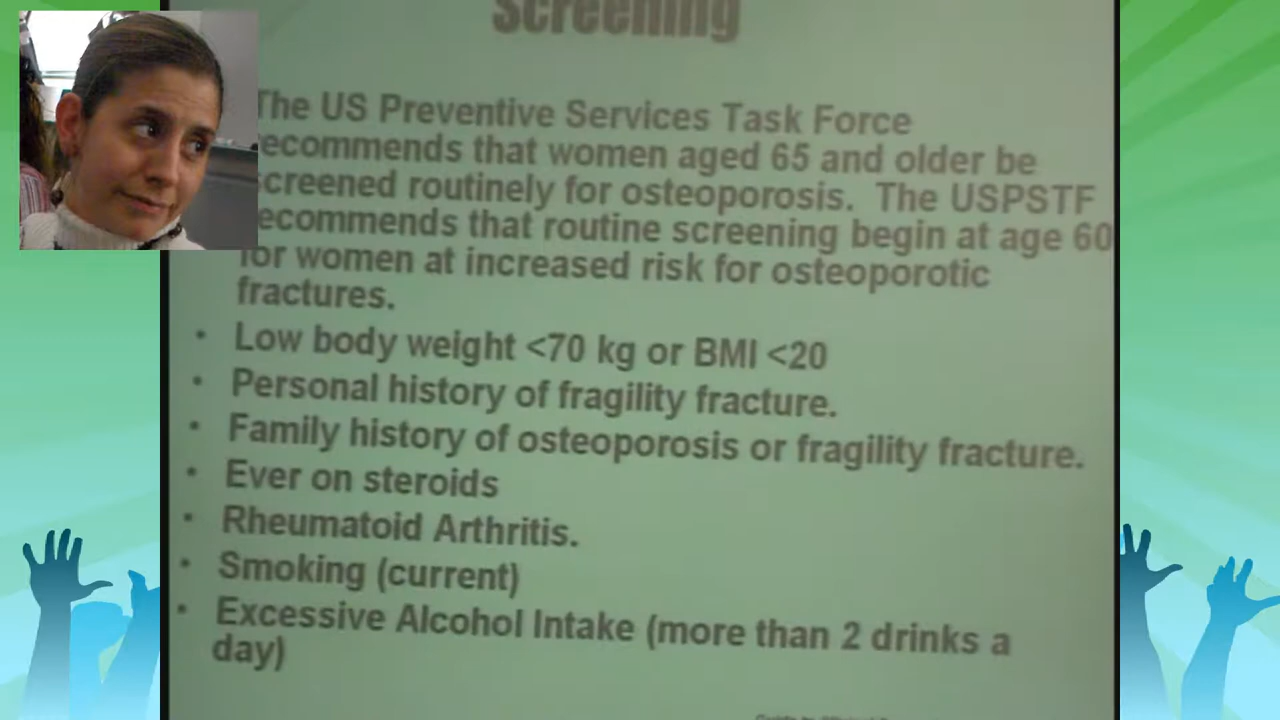 Screening
The US Preventive Services Task Force
recommends that women aged 65 and older be
screened routinely for osteoporosis. The USPSTF
recommends that routine screening begin at age 60
for women at increased risk for osteoporotic
fractures.
• Low body weight <70 kg or BMI <20
• Personal history of fragility fracture.
• Family history of osteoporosis or fragility fracture.
• Ever on steroids
• Rheumatoid Arthritis.
• Smoking (current)
• Excessive Alcohol Intake (more than 2 drinks a
day)